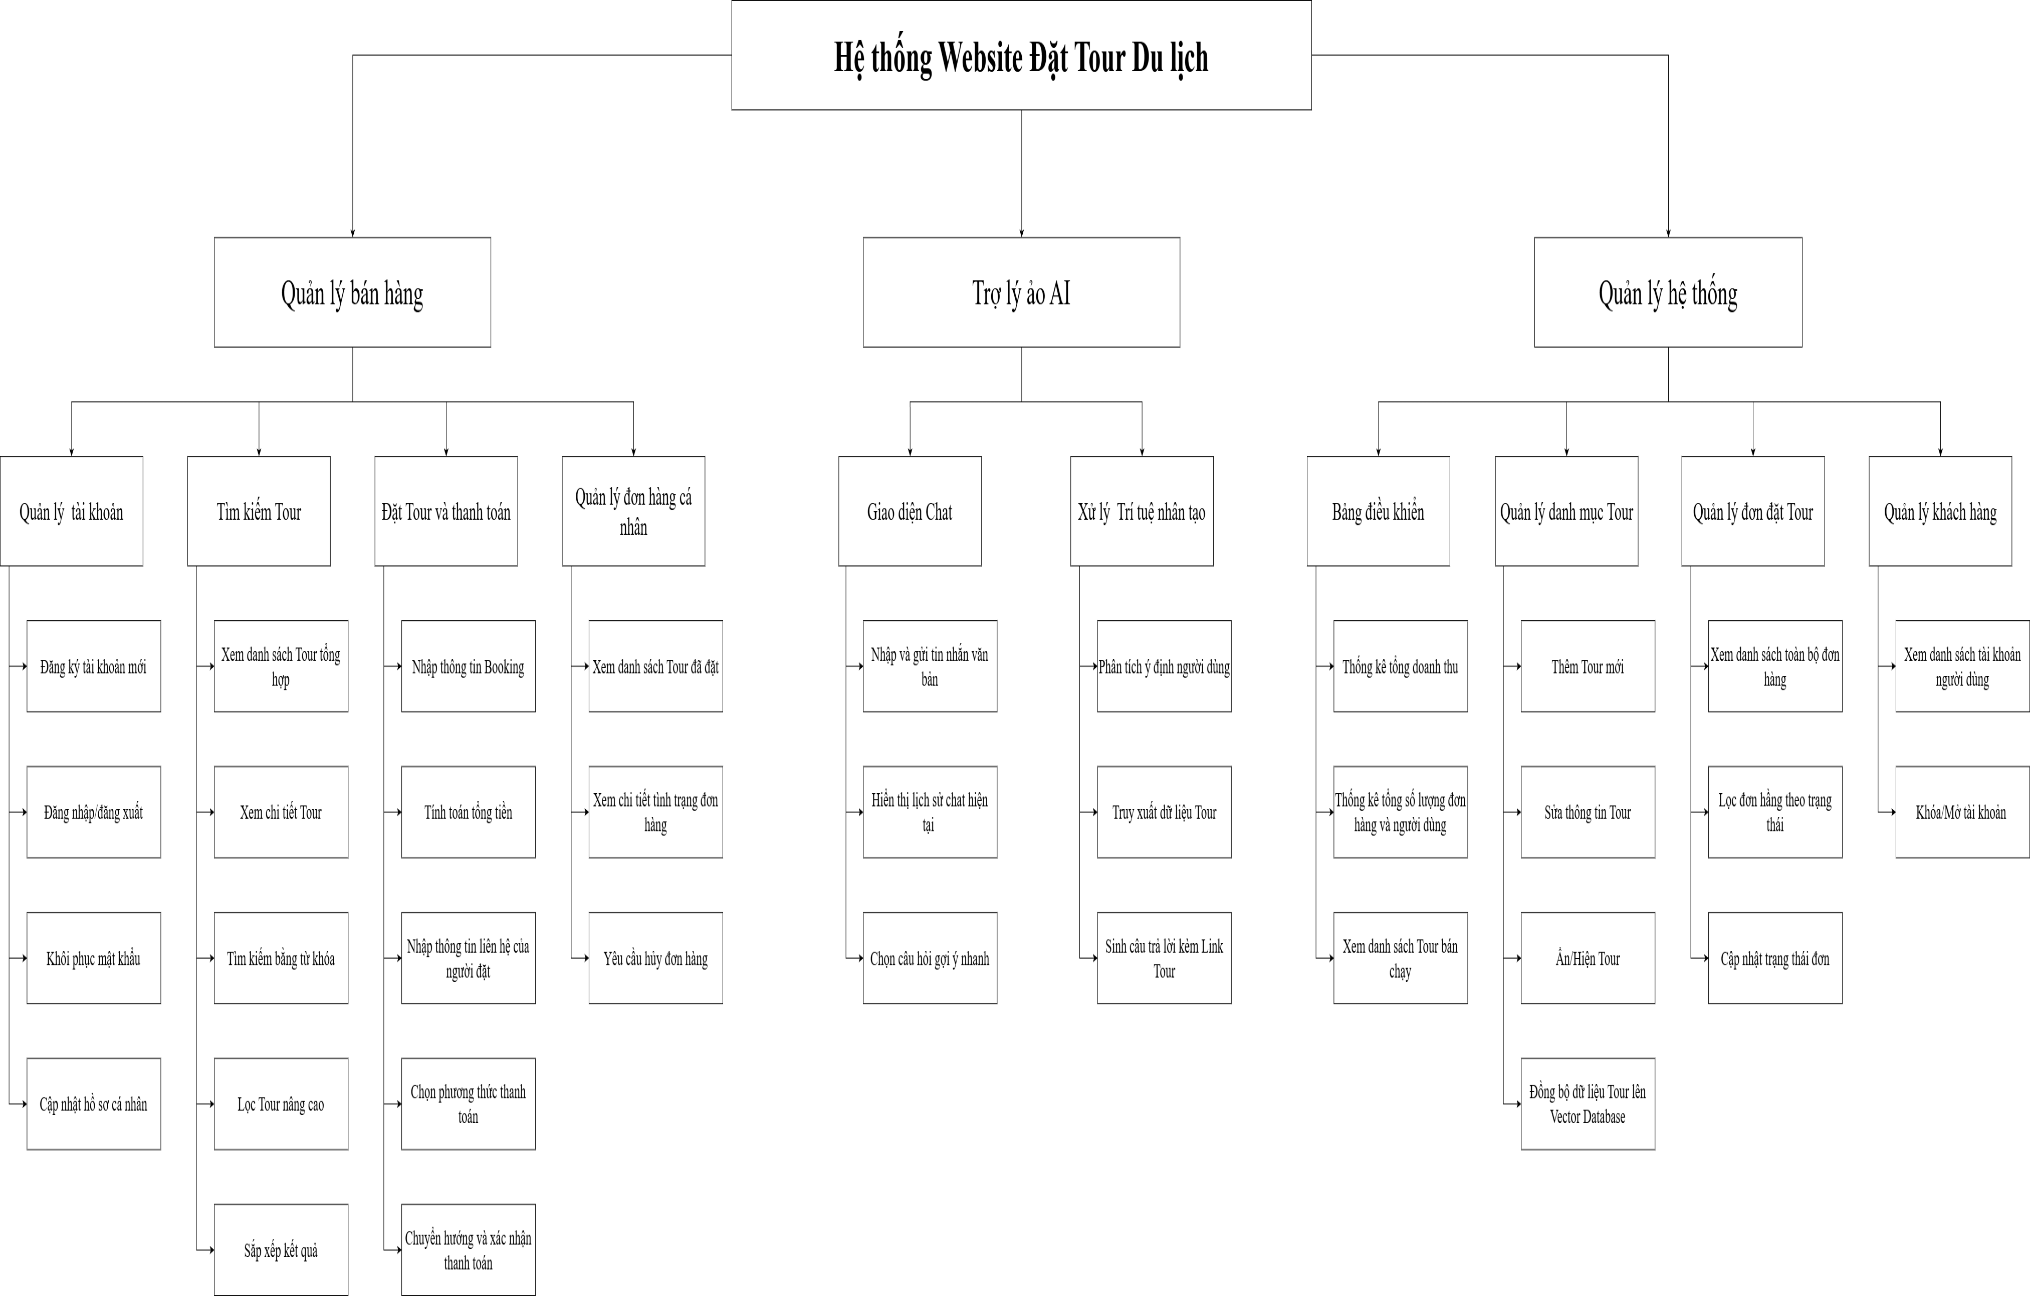 Hệ thống Website Đặt Tour Du lịch
Quản lý bán hàng
Trợ lý ảo AI
Quản lý hệ thống
Quản lý tài khoản
Tìm kiếm Tour
Đặt Tour và thanh toán
Quản lý đơn hàng cá
nhân
Giao diện Chat
Xử lý Trí tuệ nhân tạo
Bảng điều khiển
Quản lý danh mục Tour
Quản lý đơn đặt Tour
Quản lý khách hàng
Đăng ký tài khoản mới
Xem danh sách Tour tổng
hợp
Nhập thông tin Booking
Xem danh sách Tour đã đặt
Nhập và gửi tin nhắn văn
bản
Phân tích ý định người dùng
Thống kê tổng doanh thu
Thêm Tour mới
Xem danh sách toàn bộ đơn
hàng
Xem danh sách tài khoản
người dùng
Đăng nhập/đăng xuất
Xem chi tiết Tour
Tính toán tổng tiền
Xem chi tiết tình trạng đơn
hàng
Hiển thị lịch sử chat hiện
tại
Truy xuất dữ liệu Tour
Thống kê tổng số lượng đơn
hàng và người dùng
Sửa thông tin Tour
Lọc đơn hầng theo trạng
thái
Khóa/Mở tài khoản
Khôi phục mật khẩu
Tìm kiếm bằng từ khóa
Nhập thông tin liên hệ của
người đặt
Yêu cầu hủy đơn hàng
Chọn câu hỏi gợi ý nhanh
Sinh câu trả lời kèm Link
Tour
Xem danh sách Tour bán
chạy
Ẩn/Hiện Tour
Cập nhật trạng thái đơn
Cập nhật hồ sơ cá nhân
Lọc Tour nâng cao
Chọn phương thức thanh
toán
Đồng bộ dữ liệu Tour lên
Vector Database
Sắp xếp kết quả
Chuyển hướng và xác nhận
thanh toán